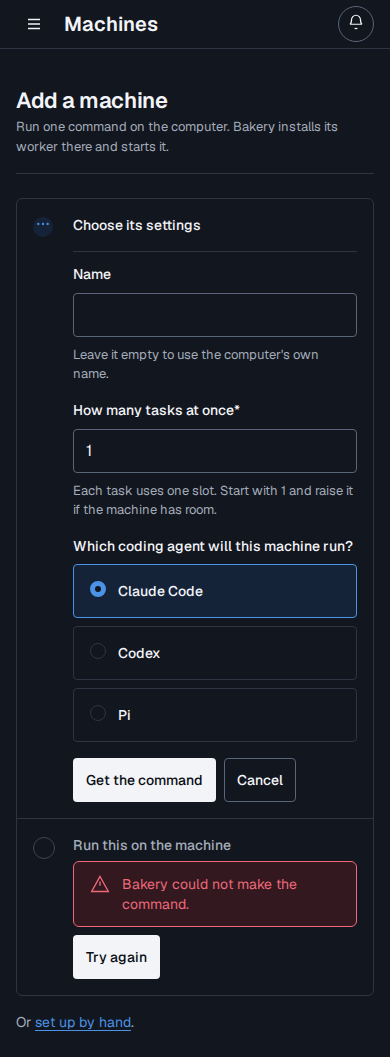 Machines
Add a machine
Run one command on the computer. Bakery installs its
worker there and starts it.
Choose its settings
Name
Leave it empty to use the computer's own
name.
How many tasks at once*
1
Each task uses one slot. Start with 1 and raise it
if the machine has room.
Which coding agent will this machine run?
Claude Code
Codex
Pi
Get the command
Cancel
Run this on the machine
Bakery could not make the
command.
Try again
Or set up by hand.